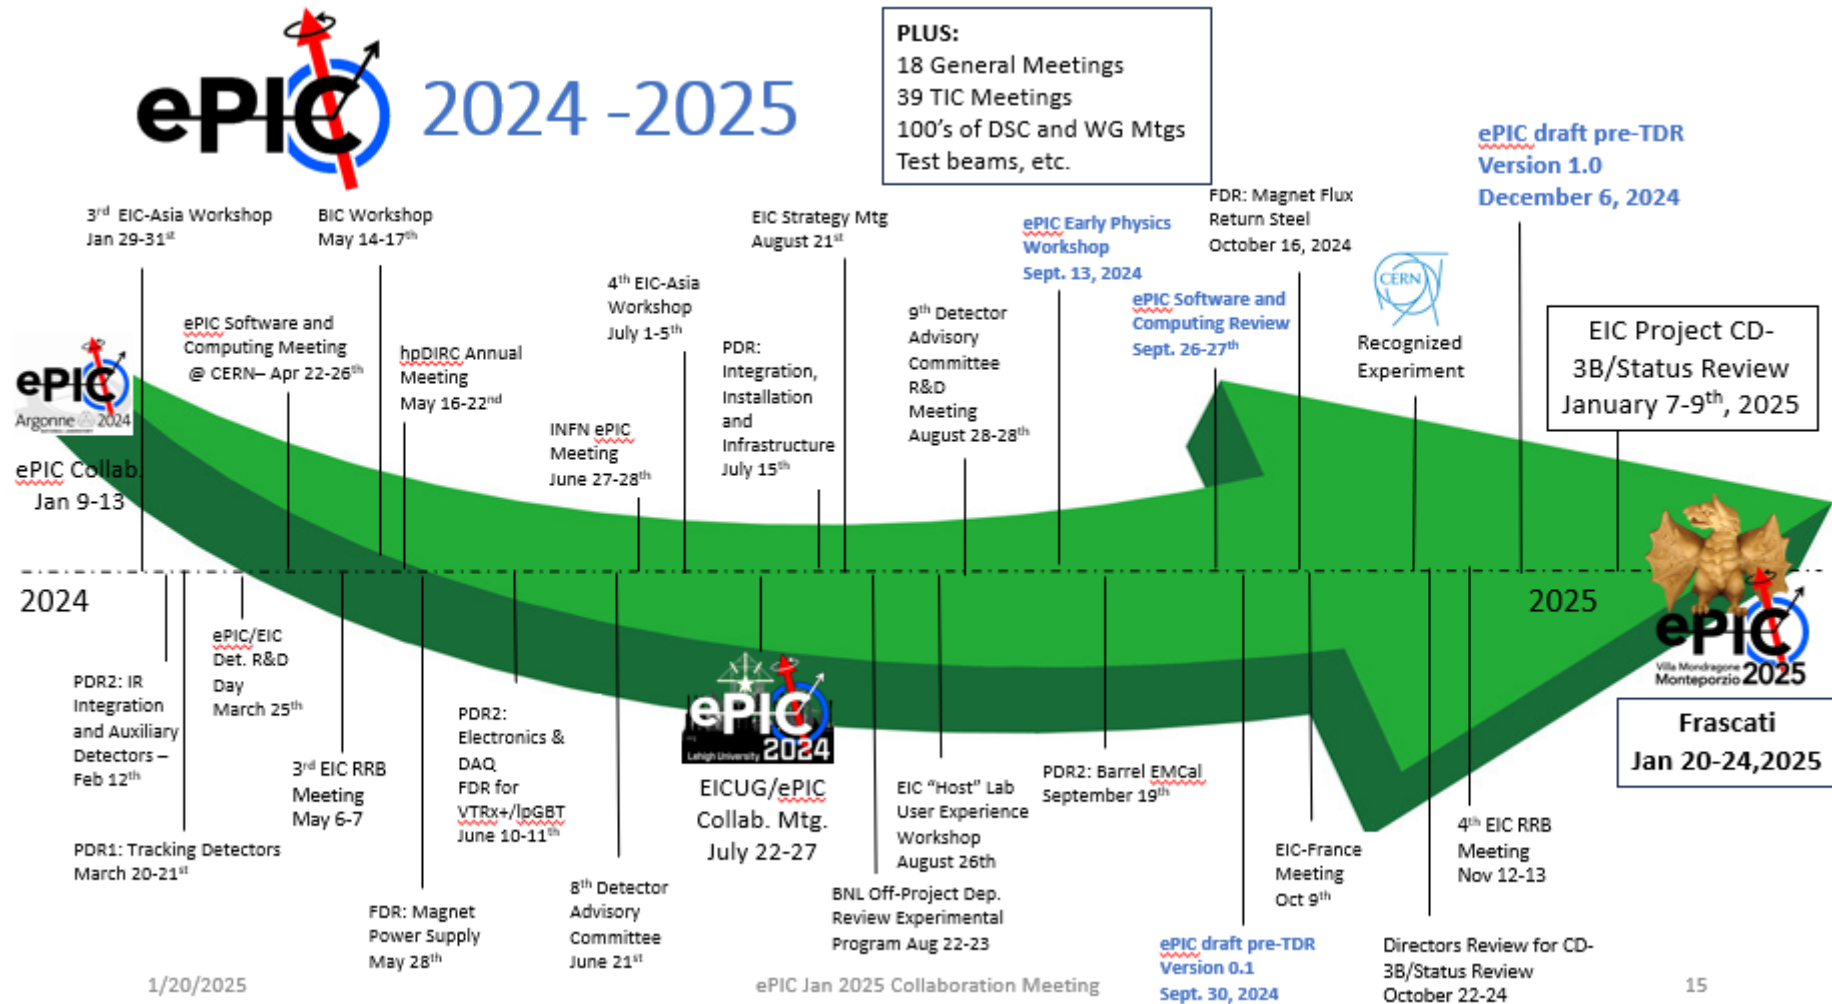 ePIC
2024 -2025
PLUS:
18 General Meetings
39 TIC Meetings
100's of DSC and WG Mtgs
Test beams, etc.
ePIC draft pre-TDR
Version 1.0
December 6, 2024
3rd EIC-Asia Workshop
Jan 29-31st
BIC Workshop
May 14-17th
EIC Strategy Mtg
August 21st
ePIC Early Physics
Workshop
Sept. 13, 2024
FDR: Magnet Flux
Return Steel
October 16, 2024
CERN
Recognized
Experiment
ePIC Software and
Computing Meeting
@ CERN– Apr 22-26th
hpDIRC Annual
Meeting
May 16-22nd
4th EIC-Asia
Workshop
July 1-5th
PDR:
Integration,
Installation
and
Infrastructure
July 15th
9th Detector
Advisory
Committee
R&D
Meeting
August 28-28th
ePIC Software and
Computing Review
Sept. 26-27th
EIC Project CD-
3B/Status Review
January 7-9th, 2025
ePIC
Argonne 2024
ePIC Collab.
Jan 9-13
INFN ePIC
Meeting
June 27-28th
2024
2025
PDR2: IR
Integration
and Auxiliary
Detectors –
Feb 12th
ePIC/EIC
Det. R&D
Day
March 25th
PDR1: Tracking Detectors
March 20-21st
3rd EIC RRB
Meeting
May 6-7
PDR2:
Electronics &
DAQ
FDR for
VTRx+/lpGBT
June 10-11th
FDR: Magnet
Power Supply
May 28th
8th Detector
Advisory
Committee
June 21st
ePIC
Lehigh University 2024
EICUG/ePIC
Collab. Mtg.
July 22-27
EIC "Host" Lab
User Experience
Workshop
August 26th
BNL Off-Project Dep.
Review Experimental
Program Aug 22-23
PDR2: Barrel EMCal
September 19th
ePIC draft pre-TDR
Version 0.1
Sept. 30, 2024
EIC-France
Meeting
Oct 9th
4th EIC RRB
Meeting
Nov 12-13
Directors Review for CD-
3B/Status Review
October 22-24
ePIC
Villa Mondragone
Monteporzio 2025
Frascati
Jan 20-24,2025
1/20/2025
ePIC Jan 2025 Collaboration Meeting
15